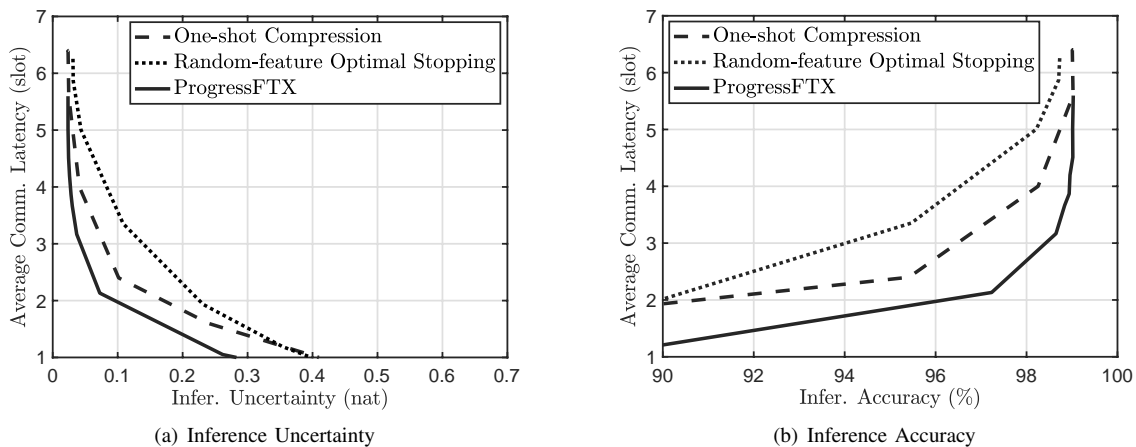 7
6
5
4
3
2
1
Average Comm. Latency (slot)
One-shot Compression
Random-feature Optimal Stopping
ProgressFTX
0 0.1 0.2 0.3 0.4 0.5 0.6 0.7
Infer. Uncertainty (nat)
(a) Inference Uncertainty
7
6
5
4
3
2
1
Average Comm. Latency (slot)
One-shot Compression
Random-feature Optimal Stopping
ProgressFTX
90 92 94 96 98 100
Infer. Accuracy (%)
(b) Inference Accuracy